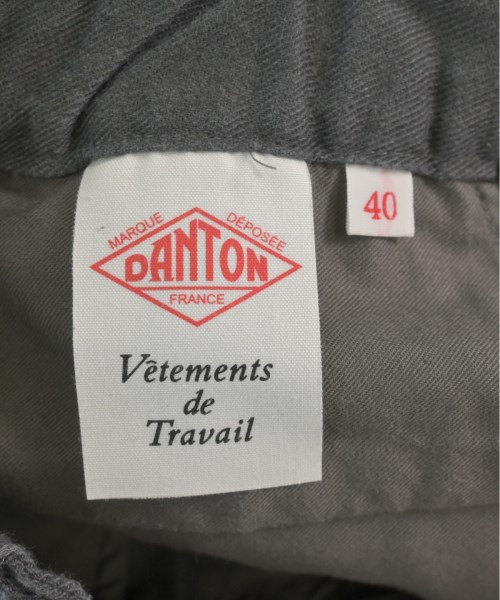 MARQUE DÉPOSÉE
DANTON
FRANCE
Vêtements
de
Travail
40